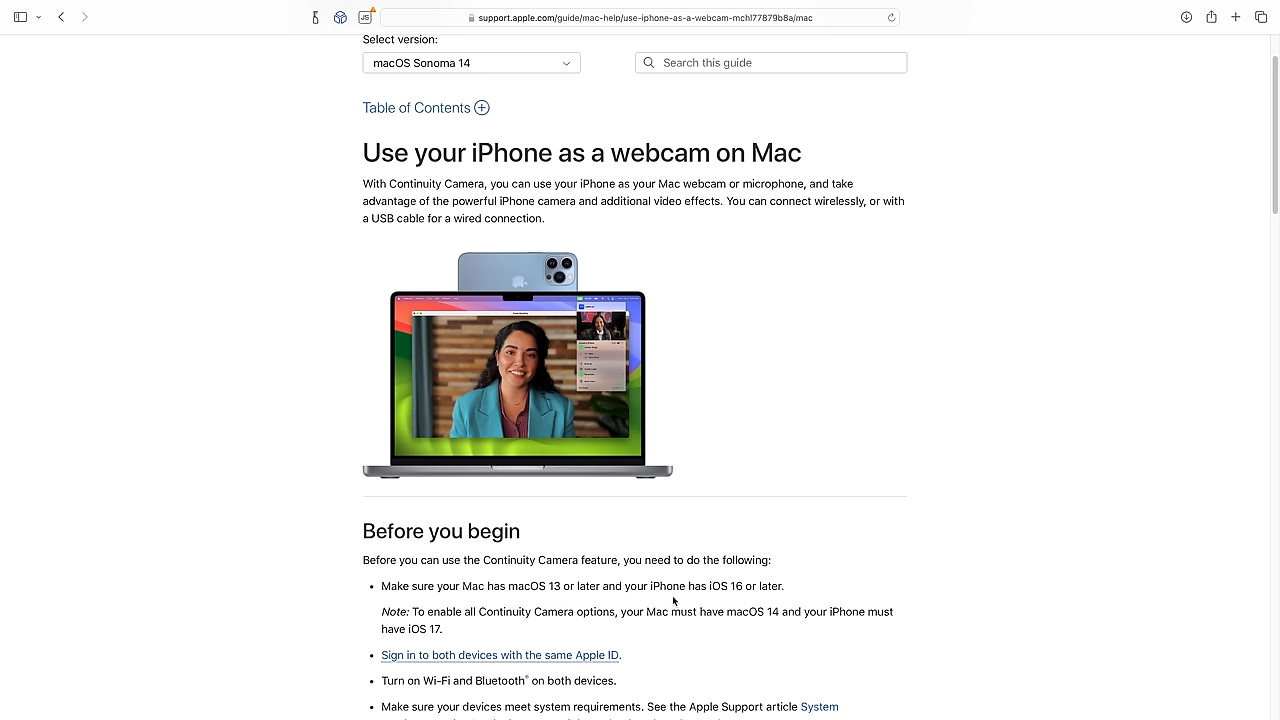 JS
support.apple.com/guide/mac-help/use-iphone-as-a-webcam-mchl77879b8a/mac
Select version:
macOS Sonoma 14
Search this guide
Table of Contents
Use your iPhone as a webcam on Mac
With Continuity Camera, you can use your iPhone as your Mac webcam or microphone, and take
advantage of the powerful iPhone camera and additional video effects. You can connect wirelessly, or with
a USB cable for a wired connection.
Before you begin
Before you can use the Continuity Camera feature, you need to do the following:
• Make sure your Mac has macOS 13 or later and your iPhone has iOS 16 or later.
Note: To enable all Continuity Camera options, your Mac must have macOS 14 and your iPhone must
have iOS 17.
• Sign in to both devices with the same Apple ID.
• Turn on Wi-Fi and Bluetooth® on both devices.
• Make sure your devices meet system requirements. See the Apple Support article System